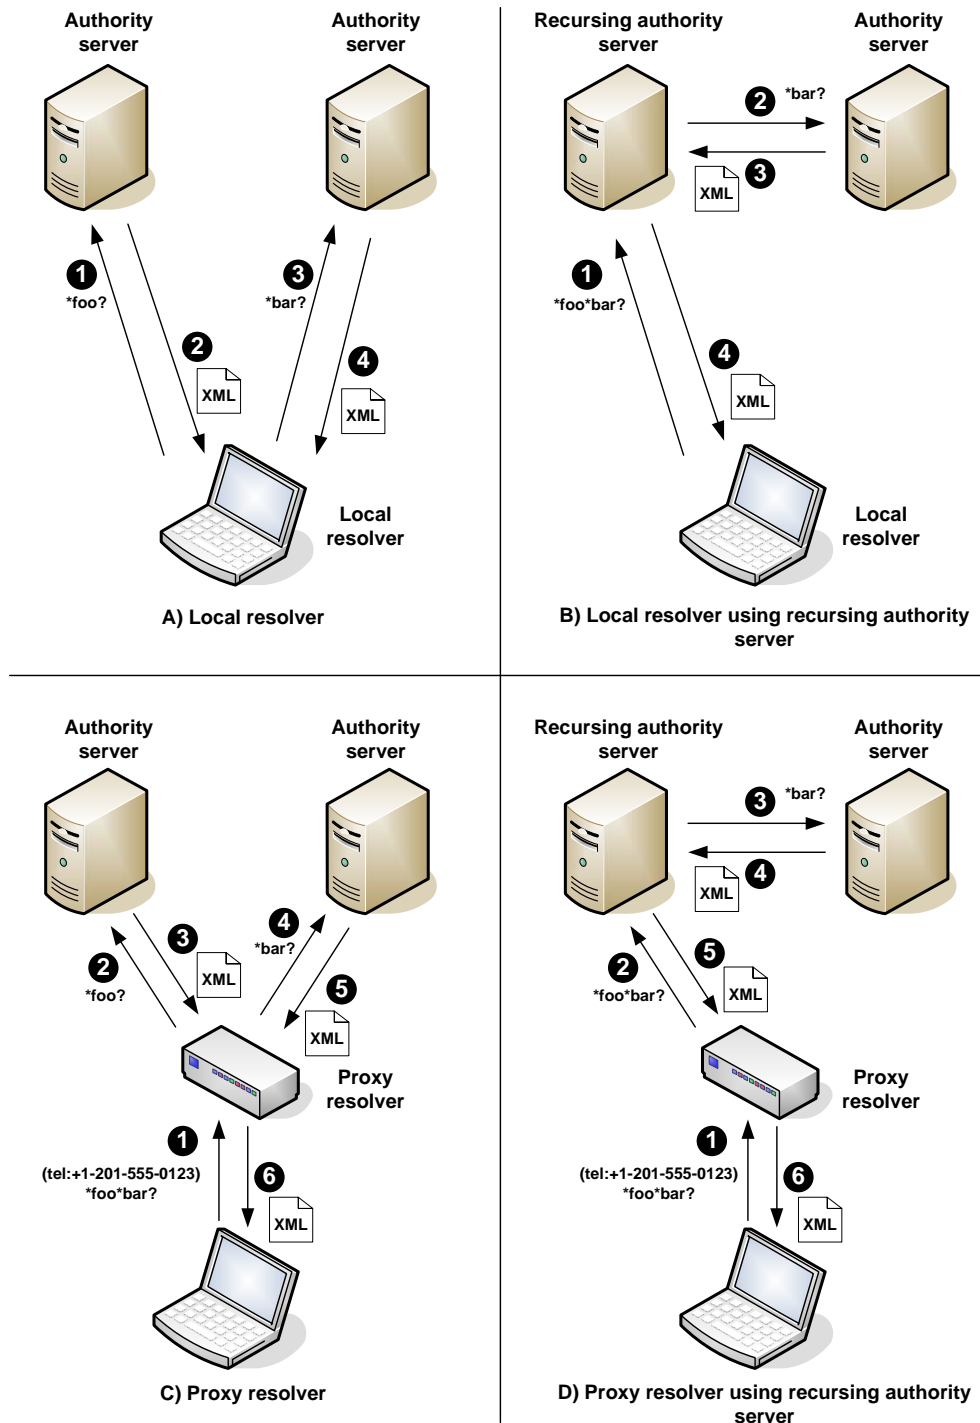 Authority
server
Authority
server
1
*foo?
2
XML
3
*bar?
4
XML
Local
resolver
A) Local resolver
Recursing authority
server
Authority
server
2
*bar?
3
XML
1
*foo*bar?
4
XML
Local
resolver
B) Local resolver using recursing authority
server
Authority
server
Authority
server
3
XML
2
*foo?
4
*bar?
5
XML
Proxy
resolver
1
(tel:+1-201-555-0123)
*foo*bar?
6
XML
C) Proxy resolver
Recursing authority
server
Authority
server
3
*bar?
4
XML
2
*foo*bar?
5
XML
Proxy
resolver
1
(tel:+1-201-555-0123)
*foo*bar?
6
XML
D) Proxy resolver using recursing authority
server